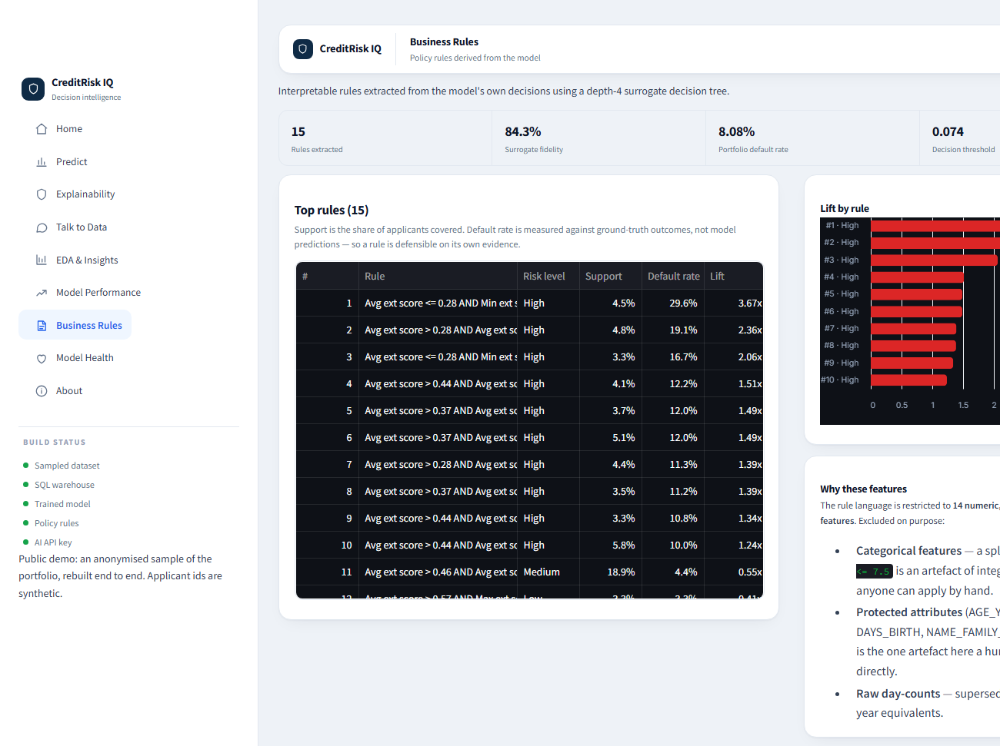 CreditRisk IQ
Decision intelligence
Home
Predict
Explainability
Talk to Data
EDA & Insights
Model Performance
Business Rules
Model Health
About
BUILD STATUS
Sampled dataset
SQL warehouse
Trained model
Policy rules
AI API key
Public demo: an anonymised sample of the
portfolio, rebuilt end to end. Applicant ids are
synthetic.
CreditRisk IQ
Business Rules
Policy rules derived from the model
Interpretable rules extracted from the model's own decisions using a depth-4 surrogate decision tree.
15
Rules extracted
84.3%
Surrogate fidelity
8.08%
Portfolio default rate
0.074
Decision threshold
Top rules (15)
Support is the share of applicants covered. Default rate is measured against ground-truth outcomes, not model
predictions — so a rule is defensible on its own evidence.
# Rule Risk level Support Default rate Lift
1 Avg ext score <= 0.28 AND Min ext s High 4.5% 29.6% 3.67x
2 Avg ext score > 0.28 AND Avg ext sc High 4.8% 19.1% 2.36x
3 Avg ext score <= 0.28 AND Min ext s High 3.3% 16.7% 2.06x
4 Avg ext score > 0.44 AND Avg ext sc High 4.1% 12.2% 1.51x
5 Avg ext score > 0.37 AND Avg ext sc High 3.7% 12.0% 1.49x
6 Avg ext score > 0.37 AND Avg ext sc High 5.1% 12.0% 1.49x
7 Avg ext score > 0.28 AND Avg ext sc High 4.4% 11.3% 1.39x
8 Avg ext score > 0.37 AND Avg ext sc High 3.5% 11.2% 1.39x
9 Avg ext score > 0.44 AND Avg ext sc High 3.3% 10.8% 1.34x
10 Avg ext score > 0.44 AND Avg ext sc High 5.8% 10.0% 1.24x
11 Avg ext score > 0.46 AND Avg ext sc Medium 18.9% 4.4% 0.55x
12 Avg ext score > 0.57 AND Max ext s Low
Lift by rule
#1 · High
#2 · High
#3 · High
#4 · High
#5 · High
#6 · High
#7 · High
#8 · High
#9 · High
#10 · High
0 0.5 1 1.5 2
Why these features
The rule language is restricted to 14 numeric,
features. Excluded on purpose:
Categorical features — a spl
<= 7.5 is an artefact of integ
anyone can apply by hand.
Protected attributes (AGE_Y
DAYS_BIRTH, NAME_FAMILY_
is the one artefact here a hu
directly.
Raw day-counts — supersed
year equivalents.